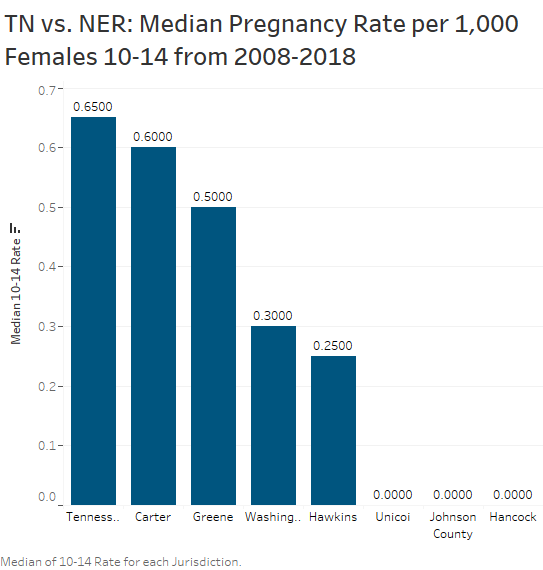 TN vs. NER: Median Pregnancy Rate per 1,000
Females 10-14 from 2008-2018
Median 10-14 Rate
0.7
0.6
0.5
0.4
0.3
0.2
0.1
0.0
0.6500
0.6000
0.5000
0.3000
0.2500
0.0000
0.0000
0.0000
Tenness..
Carter
Greene
Washing..
Hawkins
Unicoi
Johnson
County
Hancock
Median of 10-14 Rate for each Jurisdiction.